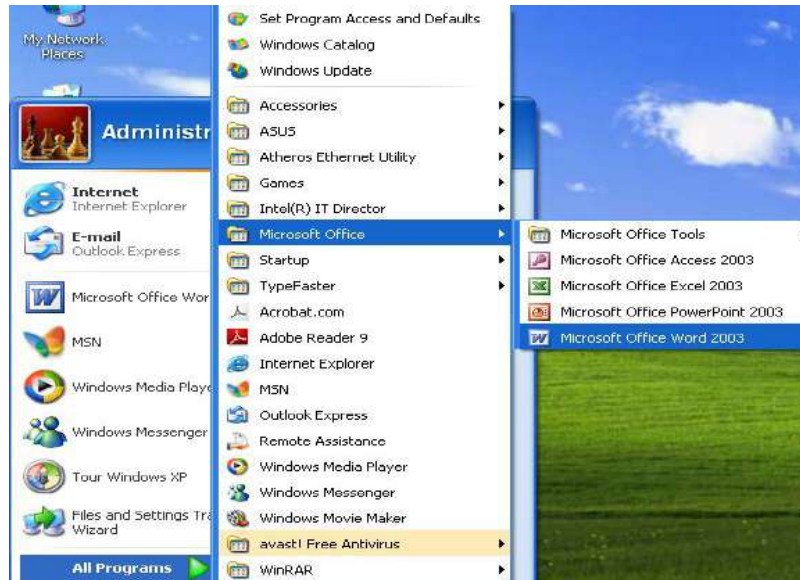 My Network
Places
Administr
Internet
Internet Explorer
E-mail
Outlook Express
Microsoft Office Wor
MSN
Windows Media Playe
Windows Messenger
Tour Windows XP
Files and Settings Tra
Wizard
All Programs
Set Program Access and Defaults
Windows Catalog
Windows Update
Accessories
ASUS
Atheros Ethernet Utility
Games
Intel(R) IT Director
Microsoft Office
Startup
TypeFaster
Acrobat.com
Adobe Reader 9
Internet Explorer
MSN
Outlook Express
Remote Assistance
Windows Media Player
Windows Messenger
Windows Movie Maker
avast! Free Antivirus
WinRAR
Microsoft Office Tools
Microsoft Office Access 2003
Microsoft Office Excel 2003
Microsoft Office PowerPoint 2003
Microsoft Office Word 2003